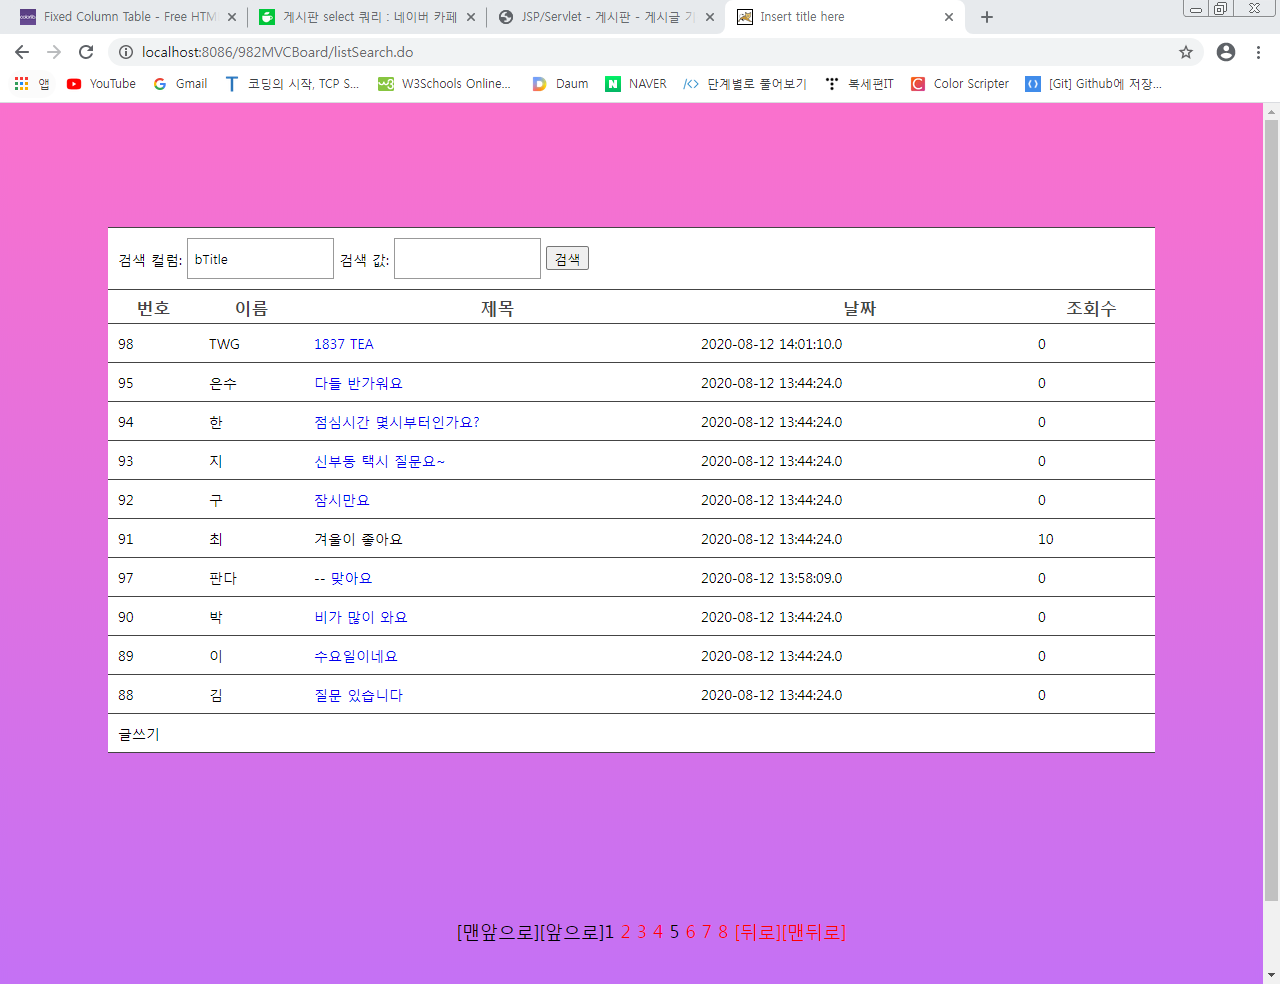 Fixed Column Table - Free HTM
게시판 select 쿼리 : 네이버 카페
JSP/Servlet - 게시판 - 게시글 기
Insert title here
localhost:8086/982MVCBoard/listSearch.do
앱 YouTube Gmail 코딩의 시작, TCP S... W3Schools Online... Daum NAVER 단계별로 풀어보기 복세편IT Color Scripter [Git] Github에 저장...
검색 컬럼: bTitle 검색 값: 검색
번호 이름 제목 날짜 조회수
98 TWG 1837 TEA 2020-08-12 14:01:10.0 0
95 은수 다들 반가워요 2020-08-12 13:44:24.0 0
94 한 점심시간 몇시부터인가요? 2020-08-12 13:44:24.0 0
93 지 신부동 택시 질문요~ 2020-08-12 13:44:24.0 0
92 구 잠시만요 2020-08-12 13:44:24.0 0
91 최 겨울이 좋아요 2020-08-12 13:44:24.0 10
97 판다 -- 맞아요 2020-08-12 13:58:09.0 0
90 박 비가 많이 와요 2020-08-12 13:44:24.0 0
89 이 수요일이네요 2020-08-12 13:44:24.0 0
88 김 질문 있습니다 2020-08-12 13:44:24.0 0
글쓰기
[맨앞으로][앞으로]1 2 3 4 5 6 7 8 [뒤로][맨뒤로]